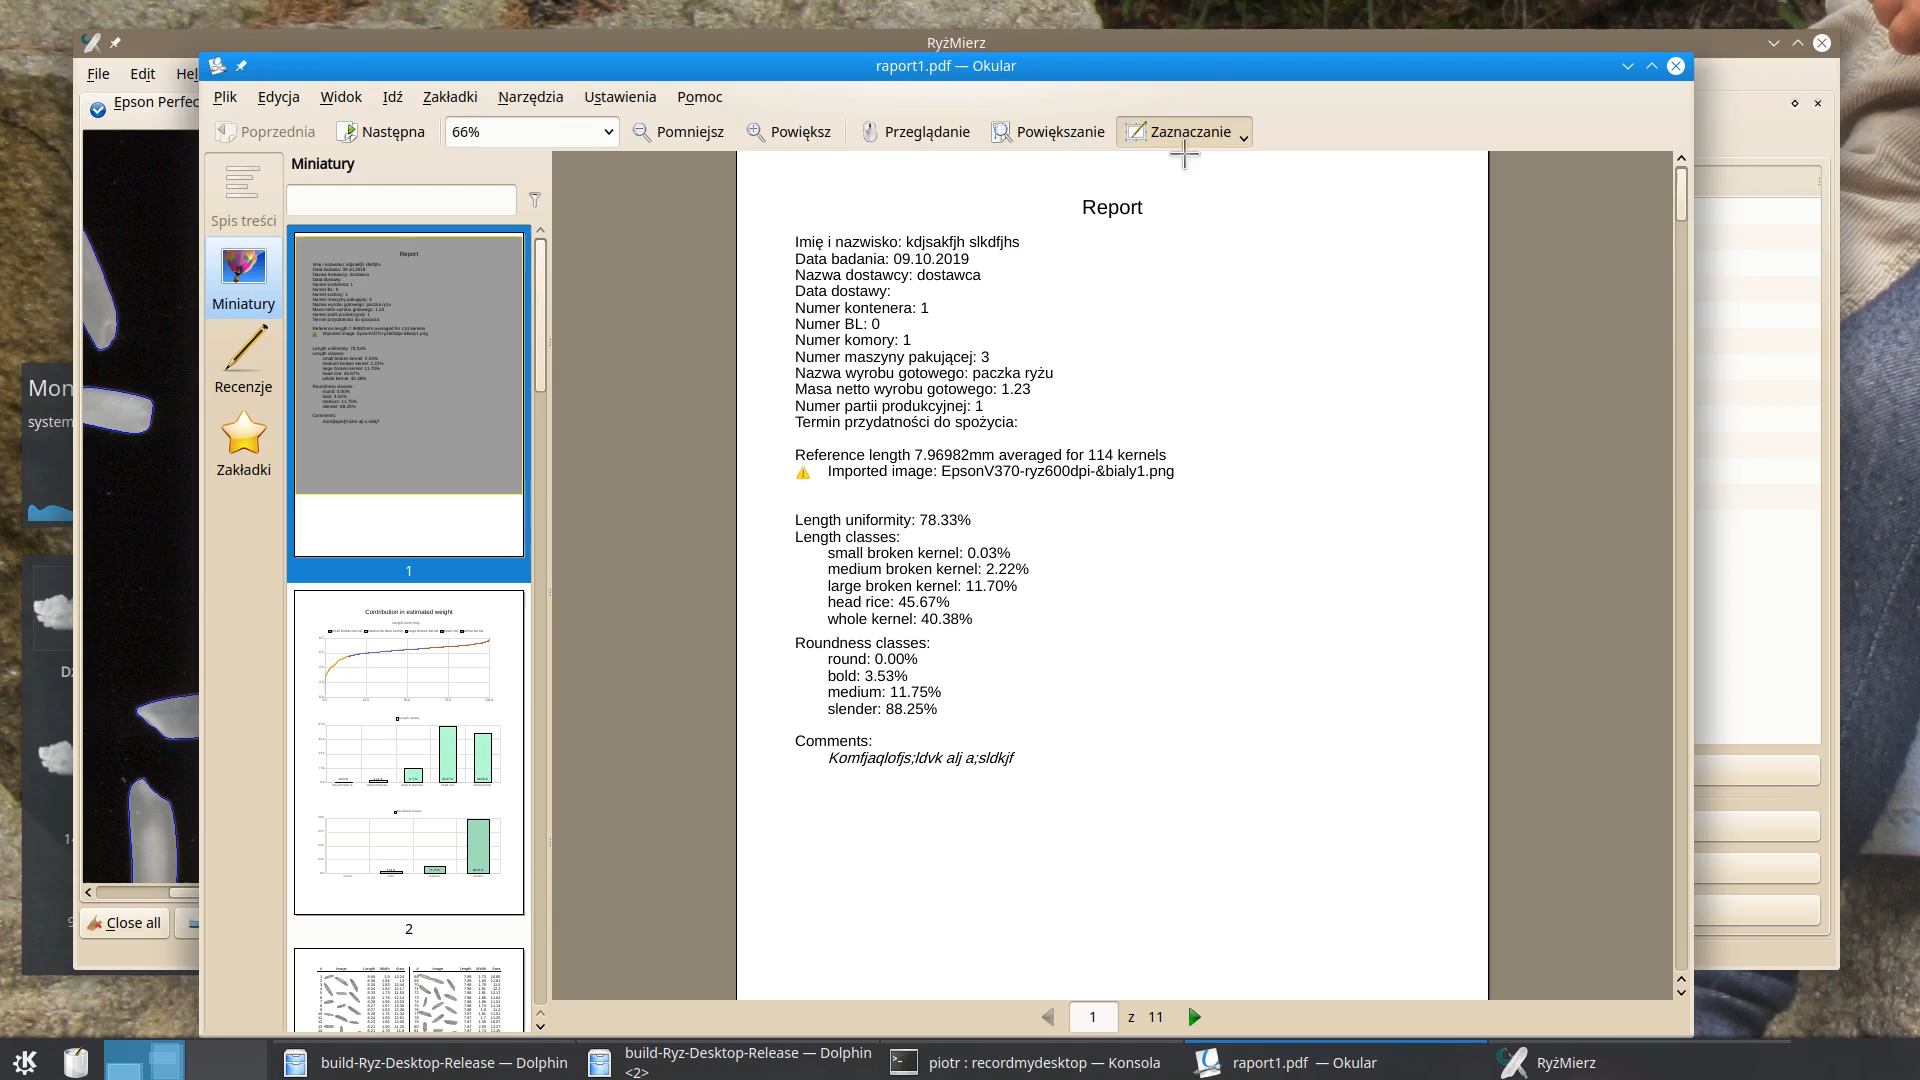 RyżMierz
File Edit Hel
Epson Perfec
raport1.pdf — Okular
Plik Edycja Widok Idź Zakładki Narzędzia Ustawienia Pomoc
Poprzednia Następna 66% Pomniejsz Powiększ Przeglądanie Powiększanie Zaznaczanie
Miniatury
Spis treści
Miniatury
Recenzje
Zakładki
Report
1
Contribution in estimated weight
2
Report
Imię i nazwisko: kdjsakfjh slkdfjhs
Data badania: 09.10.2019
Nazwa dostawcy: dostawca
Data dostawy:
Numer kontenera: 1
Numer BL: 0
Numer komory: 1
Numer maszyny pakującej: 3
Nazwa wyrobu gotowego: paczka ryżu
Masa netto wyrobu gotowego: 1.23
Numer partii produkcyjnej: 1
Termin przydatności do spożycia:
Reference length 7.96982mm averaged for 114 kernels
Imported image: EpsonV370-ryz600dpi-&bialy1.png
Length uniformity: 78.33%
Length classes:
small broken kernel: 0.03%
medium broken kernel: 2.22%
large broken kernel: 11.70%
head rice: 45.67%
whole kernel: 40.38%
Roundness classes:
round: 0.00%
bold: 3.53%
medium: 11.75%
slender: 88.25%
Comments:
Komfjaqlofjs;ldvk alj a;sldkjf
Mon
system
Close all
1 z 11
build-Ryz-Desktop-Release — Dolphin
build-Ryz-Desktop-Release — Dolphin
<2>
piotr : recordmydesktop — Konsola
raport1.pdf — Okular
RyżMierz